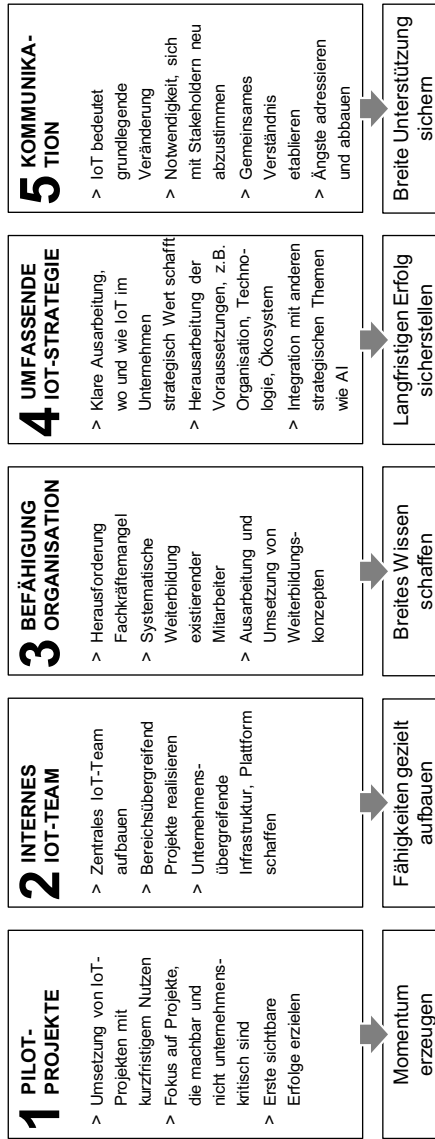 1 PILOT-
PROJEKTE
> Umsetzung von IoT-
Projekten mit
kurzfristigem Nutzen
> Fokus auf Projekte,
die machbar und
nicht unternehmens-
kritisch sind
> Erste sichtbare
Erfolge erzielen
Momentum
erzeugen
2 INTERNES
IOT-TEAM
> Zentrales IoT-Team
aufbauen
> Bereichsübergreifend
Projekte realisieren
> Unternehmens-
übergreifende
Infrastruktur, Plattform
schaffen
Fähigkeiten gezielt
aufbauen
3 BEFÄHIGUNG
ORGANISATION
> Herausforderung
Fachkräftemangel
> Systematische
Weiterbildung
existierender
Mitarbeiter
> Ausarbeitung und
Umsetzung von
Weiterbildungs-
konzepten
Breites Wissen
schaffen
4 UMFASSENDE
IOT-STRATEGIE
> Klare Ausarbeitung,
wo und wie IoT im
Unternehmen
strategisch Wert schafft
> Herausarbeitung der
Voraussetzungen, z.B.
Organisation, Techno-
logie, Ökosystem
> Integration mit anderen
strategischen Themen
wie AI
Langfristigen Erfolg
sicherstellen
5 KOMMUNIKA-
TION
> IoT bedeutet
grundlegende
Veränderung
> Notwendigkeit, sich
mit Stakeholdern neu
abzustimmen
> Gemeinsames
Verständnis
etablieren
> Ängste adressieren
und abbauen
Breite Unterstützung
sichern